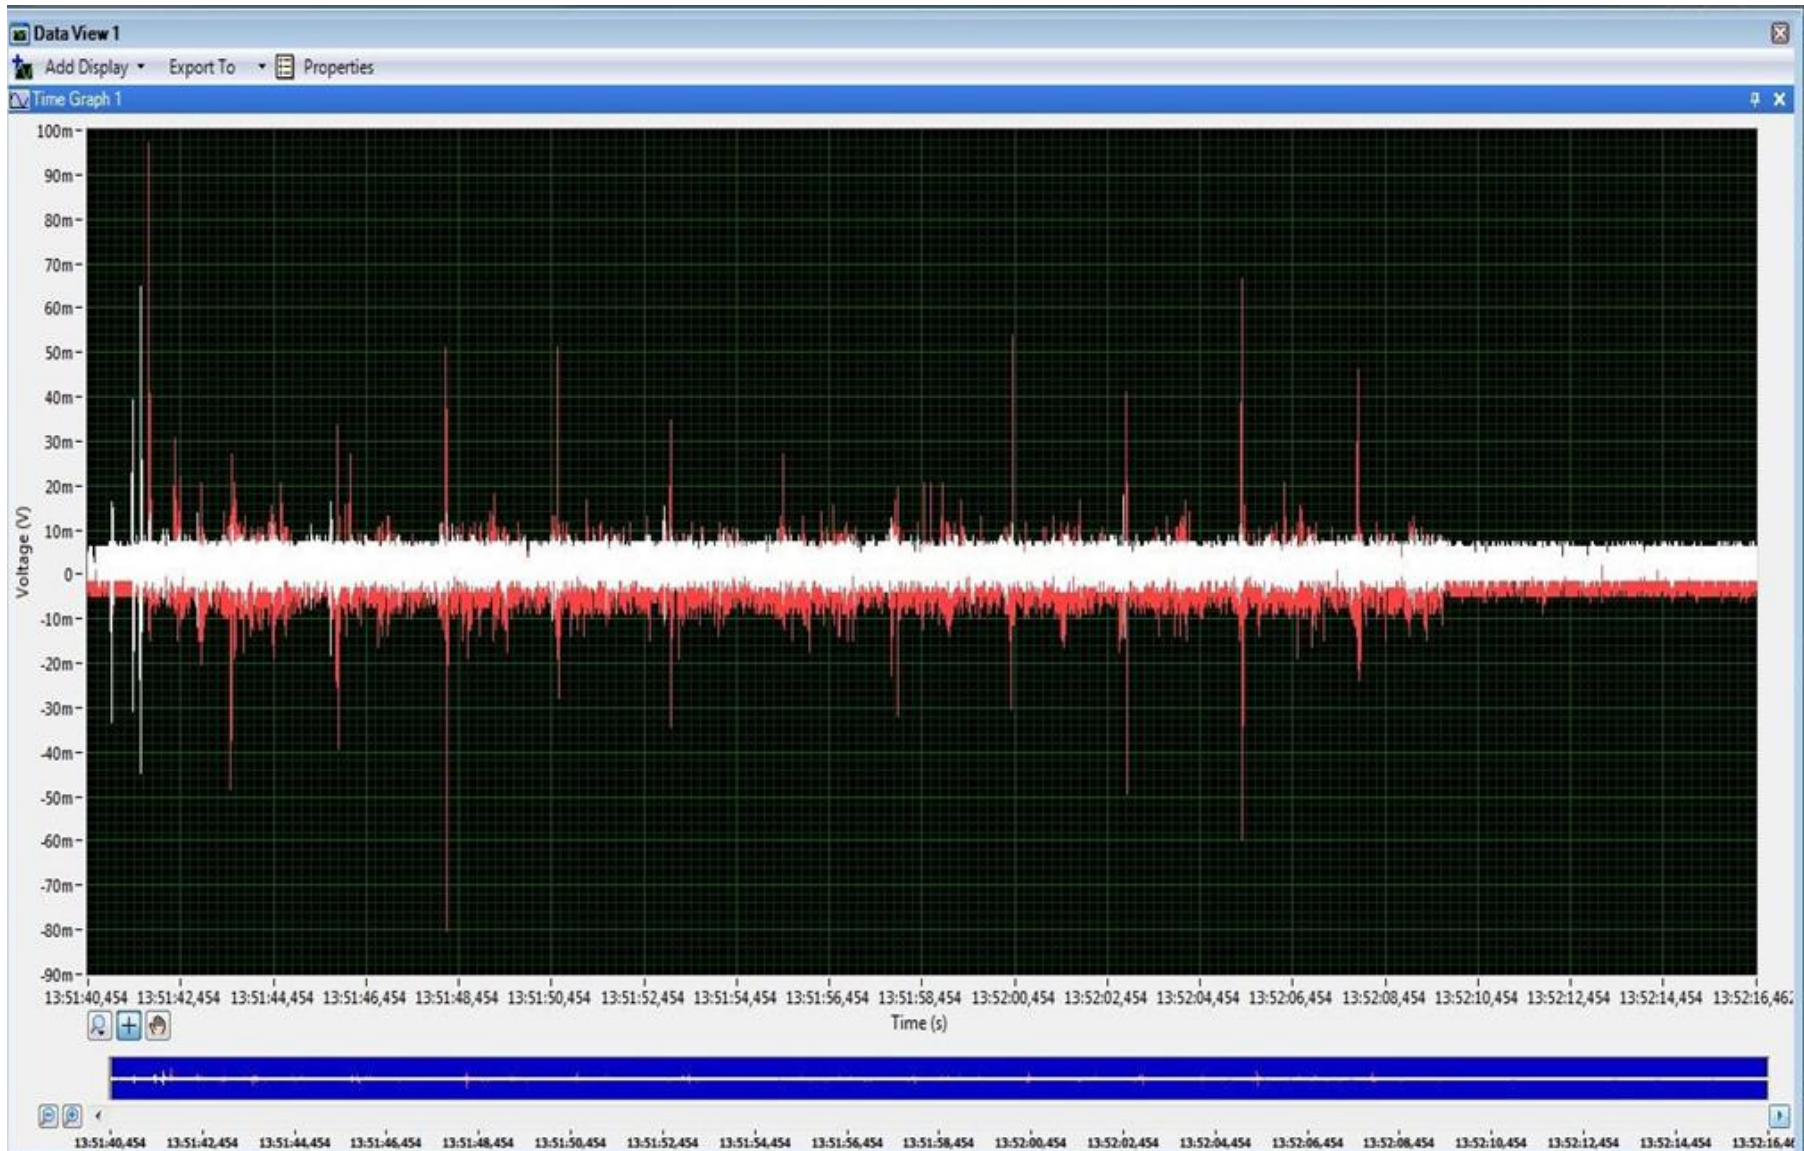 Data View 1
Add Display Export To Properties
Time Graph 1
100m
90m
80m
70m
60m
50m
40m
30m
20m
10m
0
-10m
-20m
-30m
-40m
-50m
-60m
-70m
-80m
-90m
Voltage (V)
13:51:40,454 13:51:42,454 13:51:44,454 13:51:46,454 13:51:48,454 13:51:50,454 13:51:52,454 13:51:54,454 13:51:56,454 13:51:58,454 13:52:00,454 13:52:02,454 13:52:04,454 13:52:06,454 13:52:08,454 13:52:10,454 13:52:12,454 13:52:14,454 13:52:16,462
Time (s)
13:51:40,454 13:51:42,454 13:51:44,454 13:51:46,454 13:51:48,454 13:51:50,454 13:51:52,454 13:51:54,454 13:51:56,454 13:51:58,454 13:52:00,454 13:52:02,454 13:52:04,454 13:52:06,454 13:52:08,454 13:52:10,454 13:52:12,454 13:52:14,454 13:52:16,4